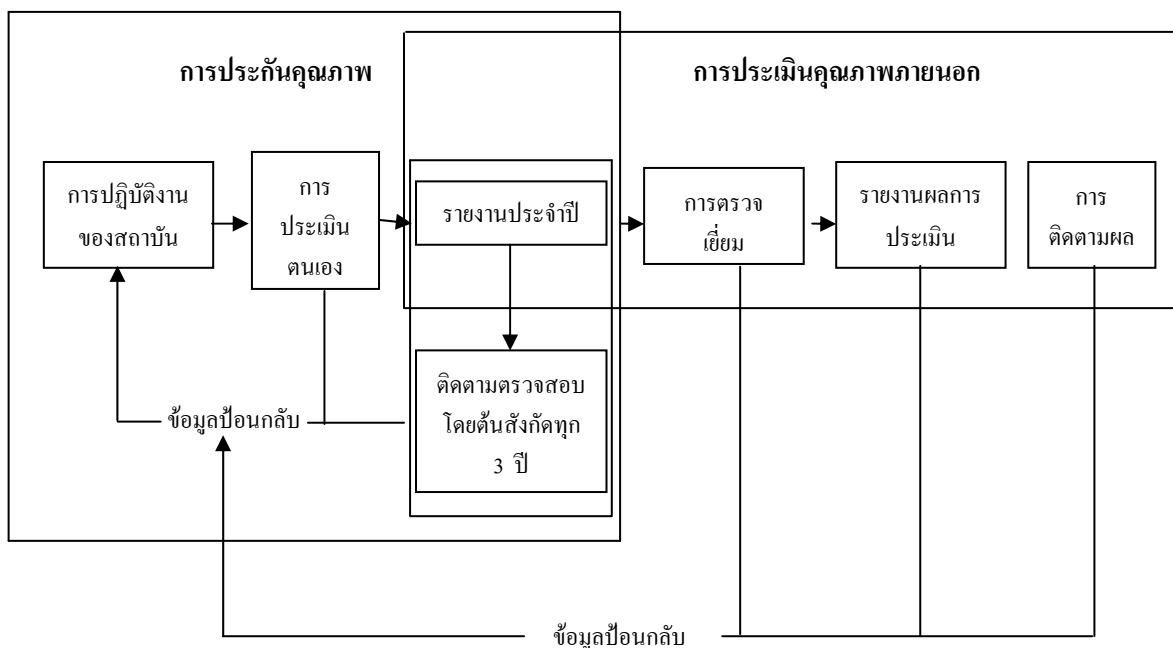 การประกันคุณภาพ
การประเมินคุณภาพภายนอก
การปฏิบัติงาน
ของสถาบัน
การ
ประเมิน
ตนเอง
รายงานประจำปี
การตรวจ
เยี่ยม
รายงานผลการ
ประเมิน
การ
ติดตามผล
ติดตามตรวจสอบ
โดยต้นสังกัดทุก
3 ปี
ข้อมูลป้อนกลับ
ข้อมูลป้อนกลับ